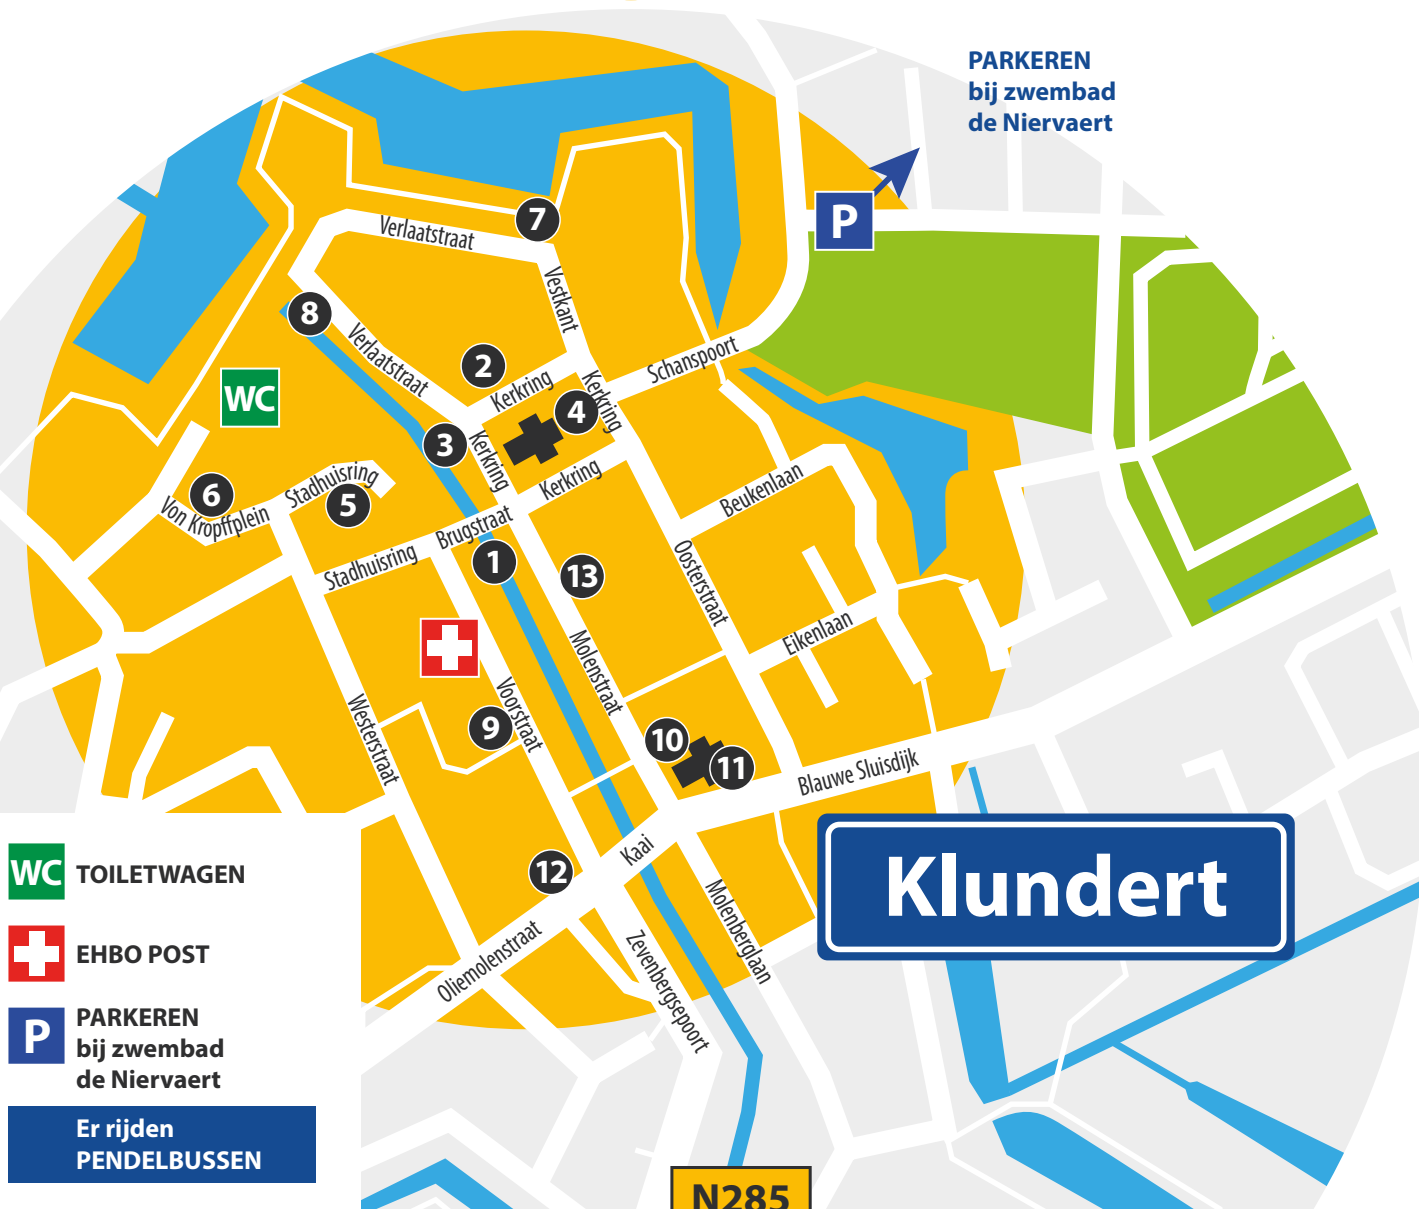 PARKEREN
bij zwembad
de Niervaert
P
7
Verlaatstraat
Vestkant
8
Verlaatstraat
2
Kerkring
Schanspoort
WC
Kerkring
4
3
Kerkring
Kerkring
6
Stadhuisring
5
Von Kropffplein
Beukenlaan
Brugstraat
Stadhuisring
1
13
Oosterstraat
Eikenlaan
Molenstraat
Voorstraat
Westerstraat
9
10
11
Blauwe Sluisdijk
Kaai
12
Molenberglaan
Oliemolenstraat
Zevenbergsepoort
Klundert
WC TOILETWAGEN
EHBO POST
P PARKEREN
bij zwembad
de Niervaert
Er rijden
PENDELBUSSEN
N285